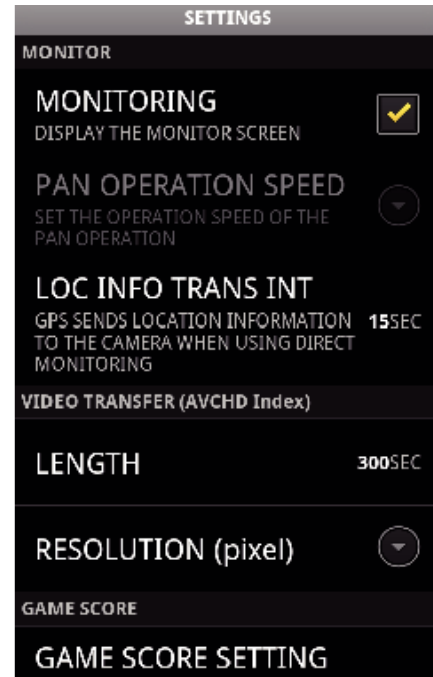 SETTINGS
MONITOR
MONITORING
DISPLAY THE MONITOR SCREEN
PAN OPERATION SPEED
SET THE OPERATION SPEED OF THE
PAN OPERATION
LOC INFO TRANS INT
GPS SENDS LOCATION INFORMATION
TO THE CAMERA WHEN USING DIRECT
MONITORING
15SEC
VIDEO TRANSFER (AVCHD Index)
LENGTH
300SEC
RESOLUTION (pixel)
GAME SCORE
GAME SCORE SETTING